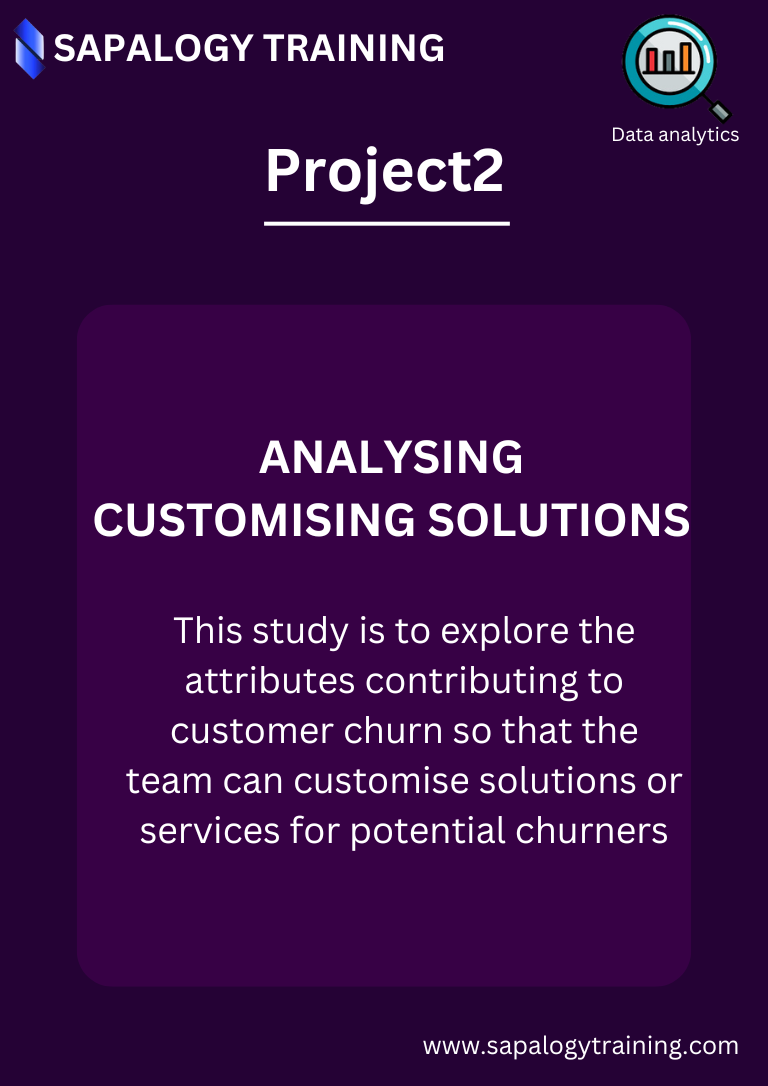 SAPALOGY TRAINING
Data analytics
Project2
ANALYSING
CUSTOMISING SOLUTIONS
This study is to explore the
attributes contributing to
customer churn so that the
team can customise solutions or
services for potential churners
www.sapalogytraining.com